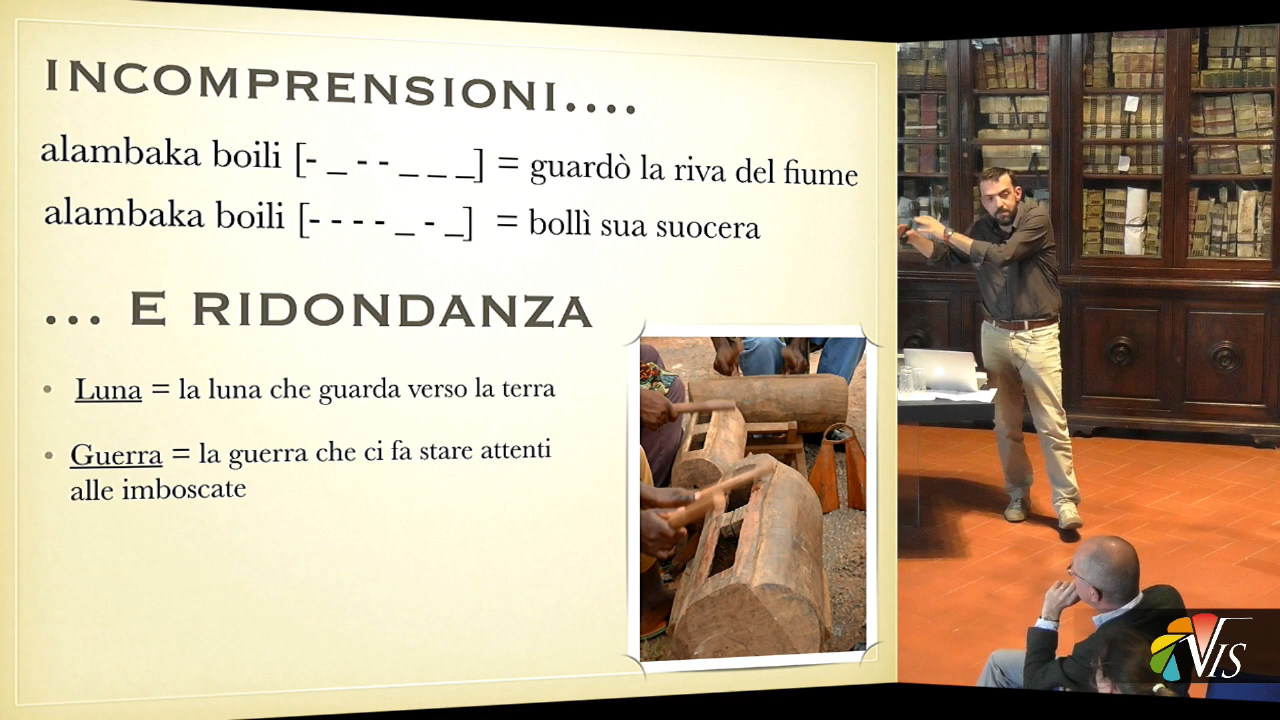 INCOMPRENSIONI....
alambaka boili [- _ - - _ _ _] = guardò la riva del fiume
alambaka boili [- - - - _ - _] = bollì sua suocera
... E RIDONDANZA
• Luna = la luna che guarda verso la terra
• Guerra = la guerra che ci fa stare attenti
alle imboscate
VIS